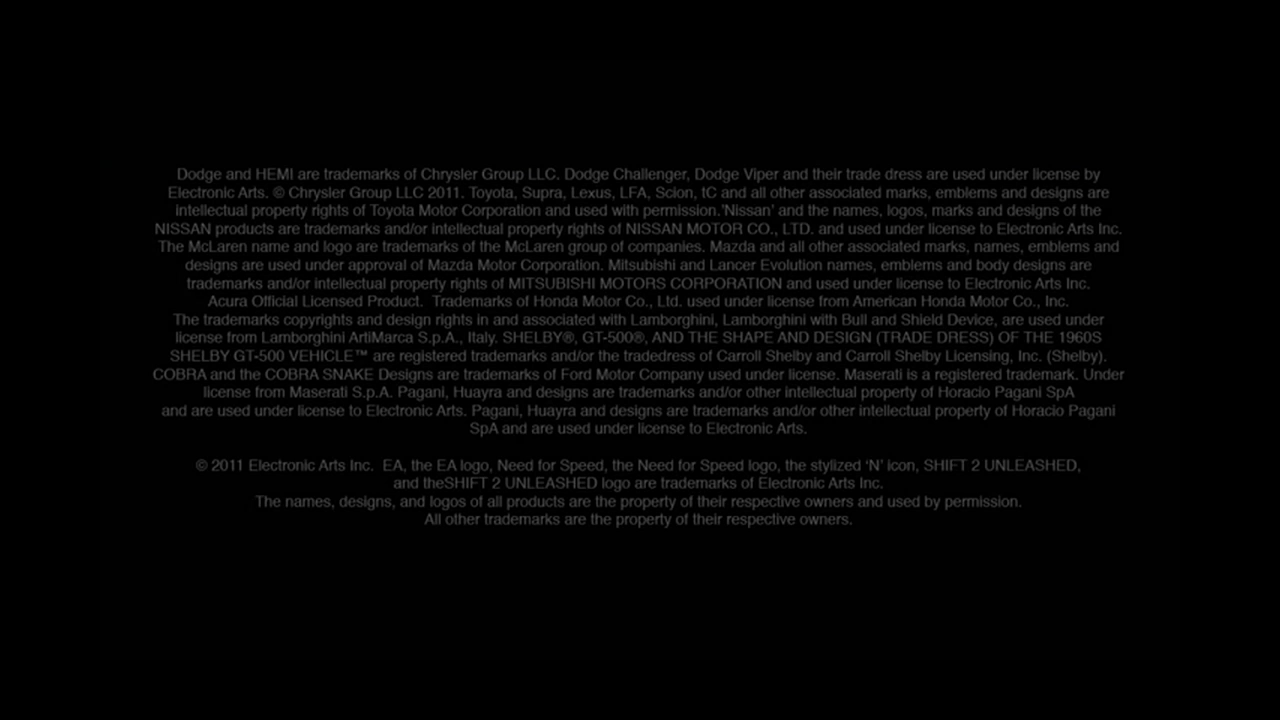 Dodge and HEMI are trademarks of Chrysler Group LLC. Dodge Challenger, Dodge Viper and their trade dress are used under license by
Electronic Arts. © Chrysler Group LLC 2011. Toyota, Supra, Lexus, LFA, Scion, tC and all other associated marks, emblems and designs are
intellectual property rights of Toyota Motor Corporation and used with permission.'Nissan' and the names, logos, marks and designs of the
NISSAN products are trademarks and/or intellectual property rights of NISSAN MOTOR CO., LTD. and used under license to Electronic Arts Inc.
The McLaren name and logo are trademarks of the McLaren group of companies. Mazda and all other associated marks, names, emblems and
designs are used under approval of Mazda Motor Corporation. Mitsubishi and Lancer Evolution names, emblems and body designs are
trademarks and/or intellectual property rights of MITSUBISHI MOTORS CORPORATION and used under license to Electronic Arts Inc.
Acura Official Licensed Product.  Trademarks of Honda Motor Co., Ltd. used under license from American Honda Motor Co., Inc.
The trademarks copyrights and design rights in and associated with Lamborghini, Lamborghini with Bull and Shield Device, are used under
license from Lamborghini ArtiMarca S.p.A., Italy. SHELBY®, GT-500®, AND THE SHAPE AND DESIGN (TRADE DRESS) OF THE 1960S
SHELBY GT-500 VEHICLE™ are registered trademarks and/or the tradedress of Carroll Shelby and Carroll Shelby Licensing, Inc. (Shelby).
COBRA and the COBRA SNAKE Designs are trademarks of Ford Motor Company used under license. Maserati is a registered trademark. Under
license from Maserati S.p.A. Pagani, Huayra and designs are trademarks and/or other intellectual property of Horacio Pagani SpA
and are used under license to Electronic Arts. Pagani, Huayra and designs are trademarks and/or other intellectual property of Horacio Pagani
SpA and are used under license to Electronic Arts.
© 2011 Electronic Arts Inc.  EA, the EA logo, Need for Speed, the Need for Speed logo, the stylized 'N' icon, SHIFT 2 UNLEASHED,
and theSHIFT 2 UNLEASHED logo are trademarks of Electronic Arts Inc.
The names, designs, and logos of all products are the property of their respective owners and used by permission.
All other trademarks are the property of their respective owners.